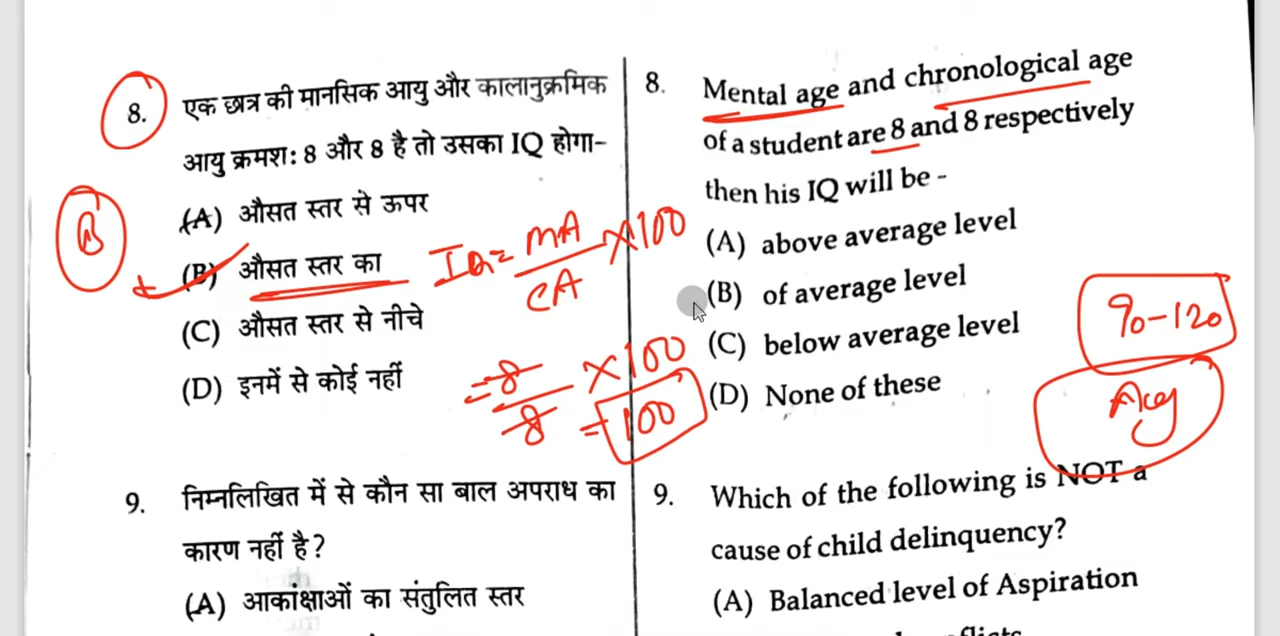 8. एक छात्र की मानसिक आयु और कालानुक्रमिक
आयु क्रमश: 8 और 8 है तो उसका IQ होगा–
(A) औसत स्तर से ऊपर
(B) औसत स्तर का
(C) औसत स्तर से नीचे
(D) इनमें से कोई नहीं
B
IQ = MA/CA × 100
= 8/8 × 100
= 100
9. निम्नलिखित में से कौन सा बाल अपराध का
कारण नहीं है?
(A) आकांक्षाओं का संतुलित स्तर
8. Mental age and chronological age
of a student are 8 and 8 respectively
then his IQ will be -
(A) above average level
(B) of average level
(C) below average level
(D) None of these
90-120
9. Which of the following is NOT a
cause of child delinquency?
(A) Balanced level of Aspiration